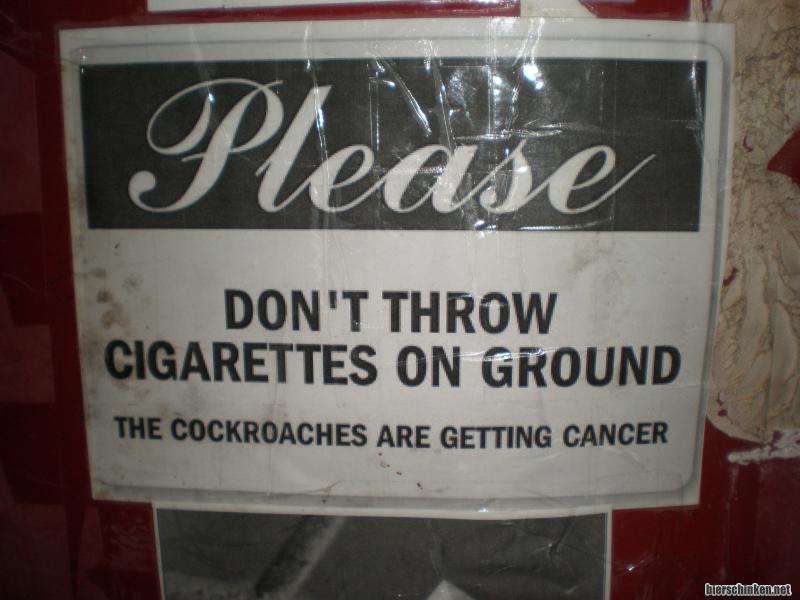 Please
DON'T THROW
CIGARETTES ON GROUND
THE COCKROACHES ARE GETTING CANCER
bierschinken.net